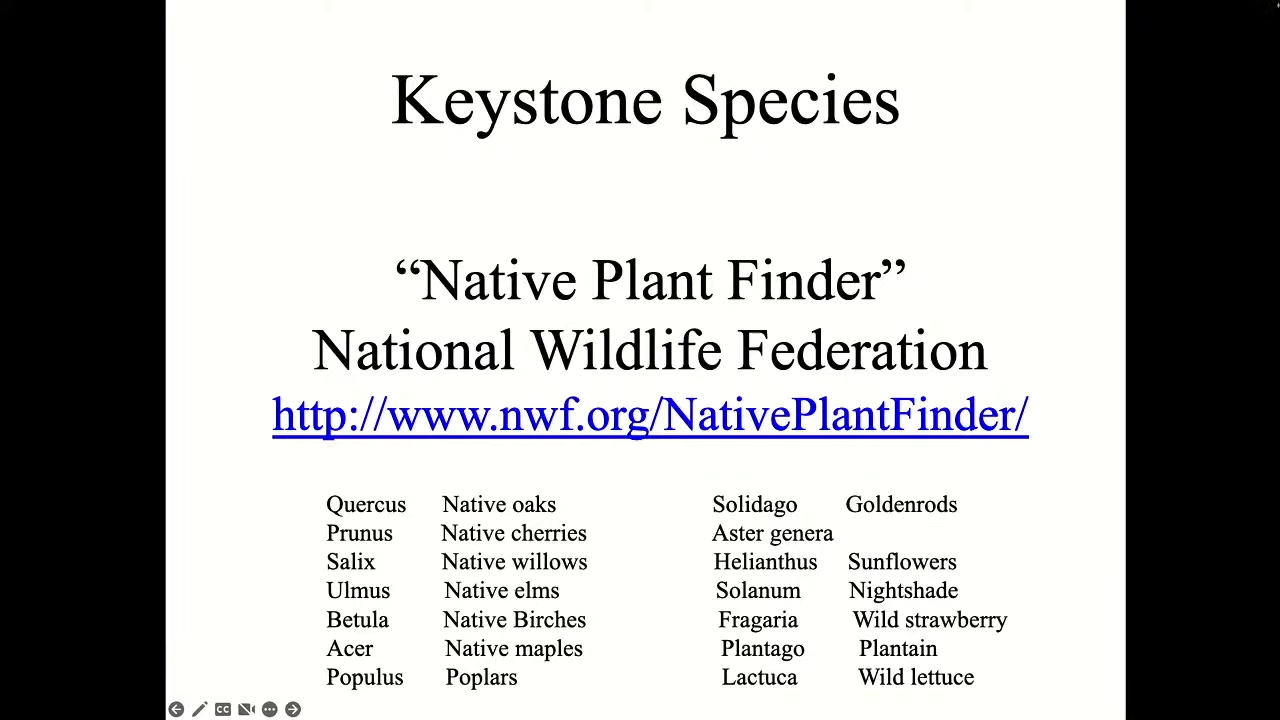 Keystone Species
“Native Plant Finder”
National Wildlife Federation
http://www.nwf.org/NativePlantFinder/
Quercus Native oaks
Prunus Native cherries
Salix Native willows
Ulmus Native elms
Betula Native Birches
Acer Native maples
Populus Poplars
Solidago Goldenrods
Aster genera
Helianthus Sunflowers
Solanum Nightshade
Fragaria Wild strawberry
Plantago Plantain
Lactuca Wild lettuce
CC